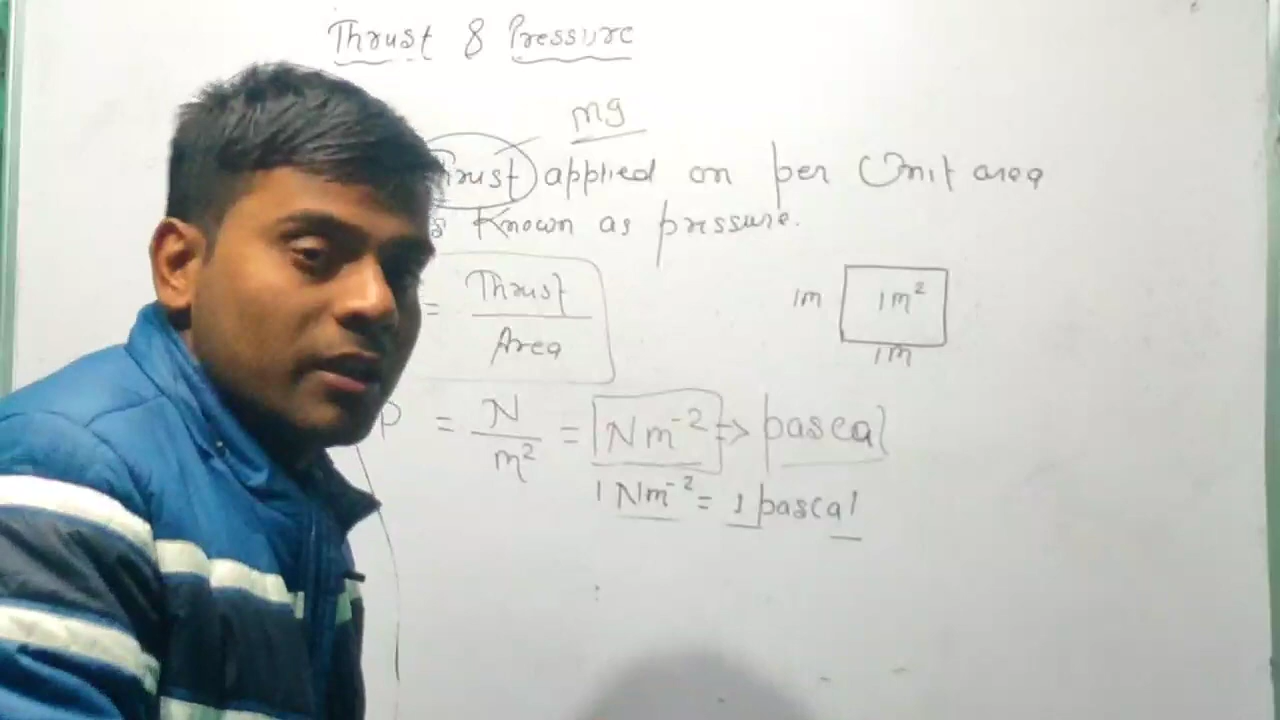 Thrust & Pressure
mg
Thrust applied on per Unit area
is Known as pressure.
= Thrust / Area
1m 1m²
1m
P = N / m² = Nm⁻² => pascal
1 Nm⁻² = 1 pascal